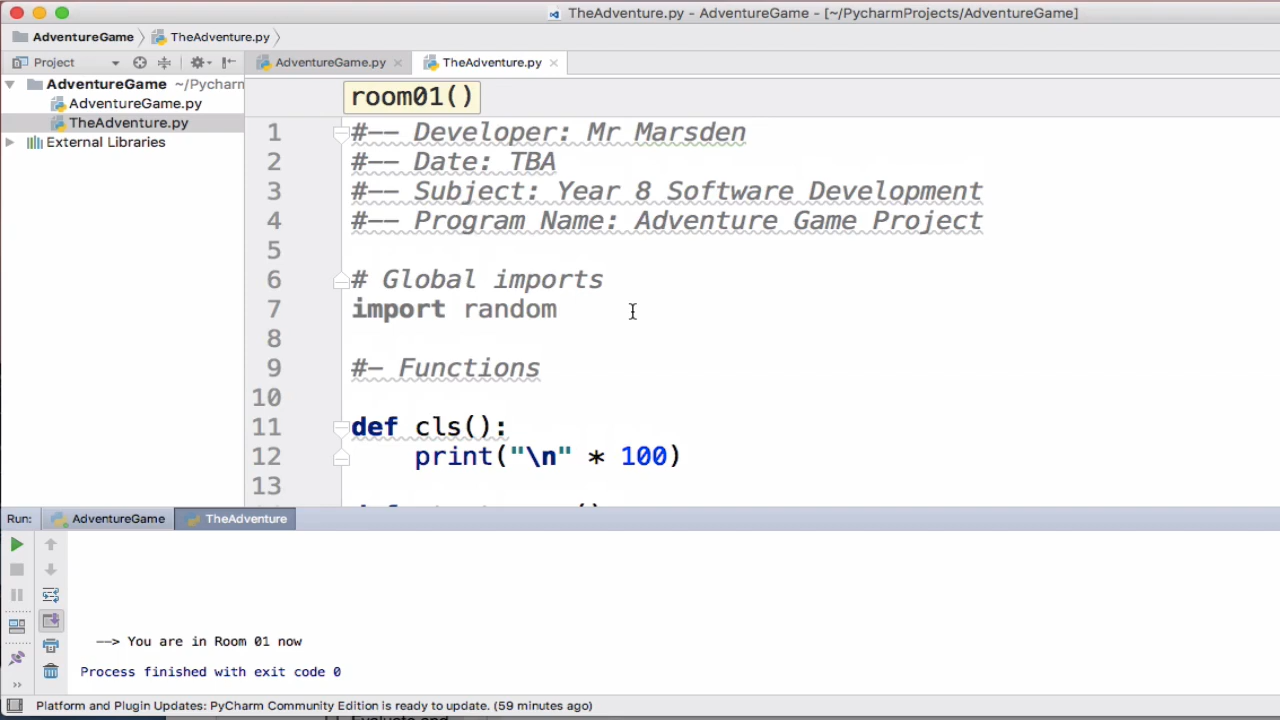 TheAdventure.py - AdventureGame - [~/PycharmProjects/AdventureGame]
AdventureGame TheAdventure.py
Project
AdventureGame.py TheAdventure.py
AdventureGame ~/Pycharm
AdventureGame.py
TheAdventure.py
External Libraries
room01()
1 #-- Developer: Mr Marsden
2 #-- Date: TBA
3 #-- Subject: Year 8 Software Development
4 #-- Program Name: Adventure Game Project
5
6 # Global imports
7 import random
8
9 #- Functions
10
11 def cls():
12 print("\n" * 100)
13
Run: AdventureGame TheAdventure
--> You are in Room 01 now
Process finished with exit code 0
Platform and Plugin Updates: PyCharm Community Edition is ready to update. (59 minutes ago)